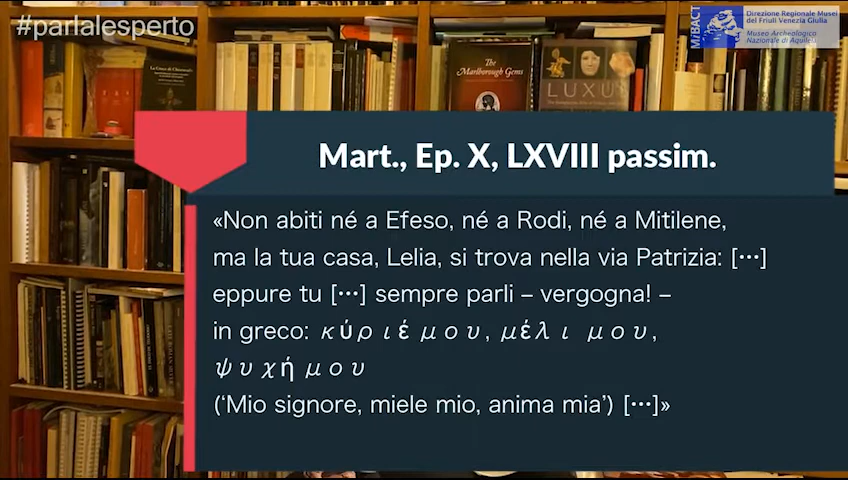 #parlalesperto
MiBACT
Direzione Regionale Musei
del Friuli Venezia Giulia
Museo Archeologico
Nazionale di Aquileia
The
Marlborough Gems
LUXUS
Mart., Ep. X, LXVIII passim.
«Non abiti né a Efeso, né a Rodi, né a Mitilene,
ma la tua casa, Lelia, si trova nella via Patrizia: [···]
eppure tu [···] sempre parli – vergogna! –
in greco: κύριέ μου, μέλι μου,
ψυχή μου
(‘Mio signore, miele mio, anima mia’) [···]»